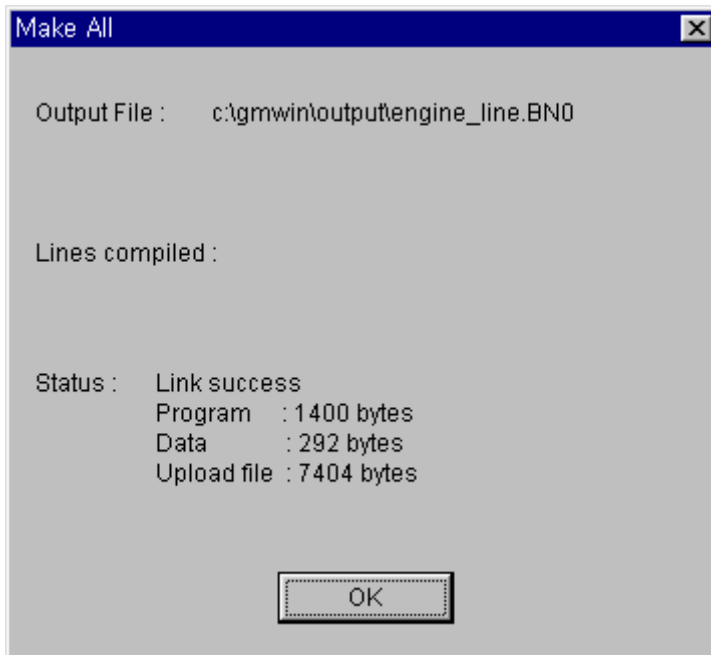 Make All
Output File : c:\gmwin\output\engine_line.BN0
Lines compiled :
Status : Link success
Program : 1400 bytes
Data : 292 bytes
Upload file : 7404 bytes
OK